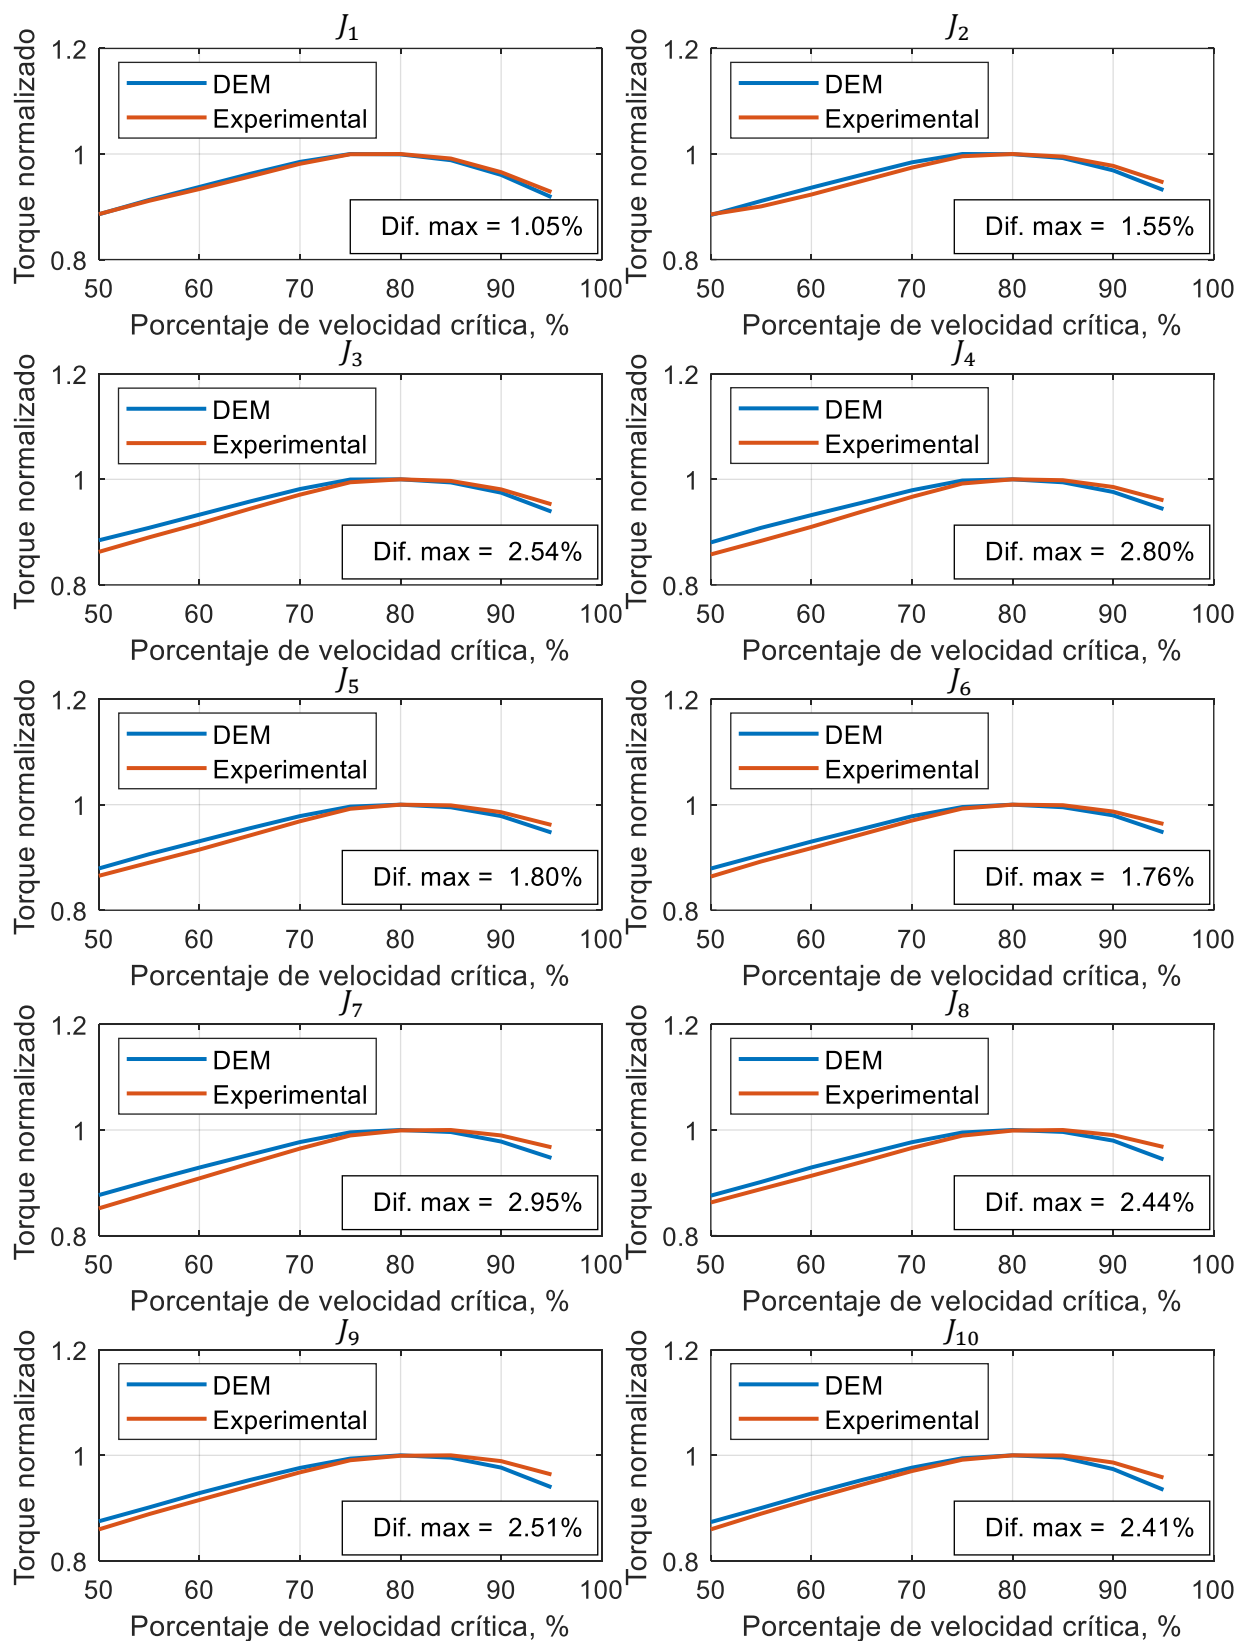 J1
Torque normalizado
1.2
1
0.8
DEM
Experimental
Dif. max = 1.05%
50 60 70 80 90 100
Porcentaje de velocidad crítica, %
J2
Torque normalizado
1.2
1
0.8
DEM
Experimental
Dif. max = 1.55%
50 60 70 80 90 100
Porcentaje de velocidad crítica, %
J3
Torque normalizado
1.2
1
0.8
DEM
Experimental
Dif. max = 2.54%
50 60 70 80 90 100
Porcentaje de velocidad crítica, %
J4
Torque normalizado
1.2
1
0.8
DEM
Experimental
Dif. max = 2.80%
50 60 70 80 90 100
Porcentaje de velocidad crítica, %
J5
Torque normalizado
1.2
1
0.8
DEM
Experimental
Dif. max = 1.80%
50 60 70 80 90 100
Porcentaje de velocidad crítica, %
J6
Torque normalizado
1.2
1
0.8
DEM
Experimental
Dif. max = 1.76%
50 60 70 80 90 100
Porcentaje de velocidad crítica, %
J7
Torque normalizado
1.2
1
0.8
DEM
Experimental
Dif. max = 2.95%
50 60 70 80 90 100
Porcentaje de velocidad crítica, %
J8
Torque normalizado
1.2
1
0.8
DEM
Experimental
Dif. max = 2.44%
50 60 70 80 90 100
Porcentaje de velocidad crítica, %
J9
Torque normalizado
1.2
1
0.8
DEM
Experimental
Dif. max = 2.51%
50 60 70 80 90 100
Porcentaje de velocidad crítica, %
J10
Torque normalizado
1.2
1
0.8
DEM
Experimental
Dif. max = 2.41%
50 60 70 80 90 100
Porcentaje de velocidad crítica, %